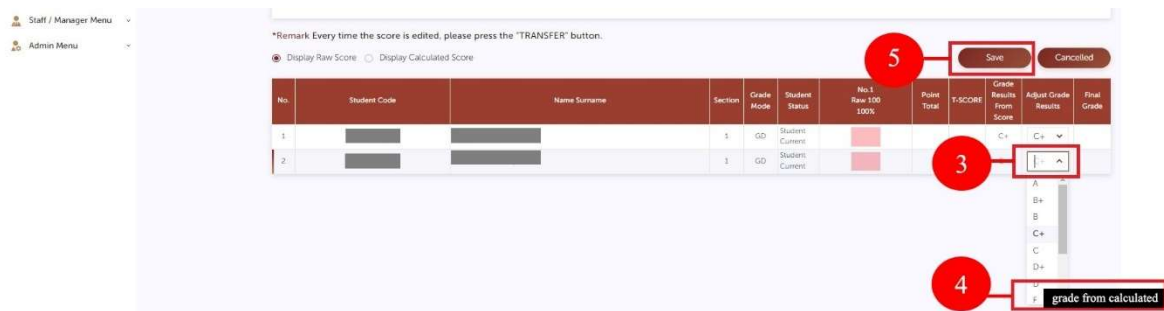 Staff / Manager Menu
Admin Menu
*Remark Every time the score is edited, please press the "TRANSFER" button.
Display Raw Score Display Calculated Score
5
Save
Cancelled
No. Student Code Name Surname Section Grade Mode Student Status No.1 Raw 100 100% Point Total T-SCORE Grade Results From Score Adjust Grade Results Final Grade
1 1 GD Student Current C+ C+
2 1 GD Student Current C+
3
A
B+
B
C+
C
D+
D
4
F grade from calculated